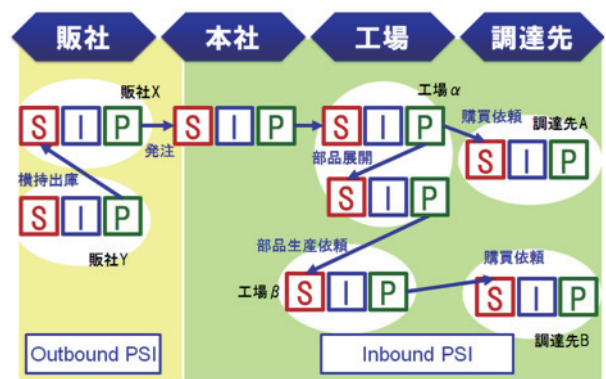 販社
本社
工場
調達先
販社X
工場α
S I P
発注
S I P
S I P
購買依頼
調達先A
S I P
横持出庫
部品展開
S I P
S I P
販社Y
部品生産依頼
工場β
S I P
購買依頼
S I P
調達先B
Outbound PSI
Inbound PSI